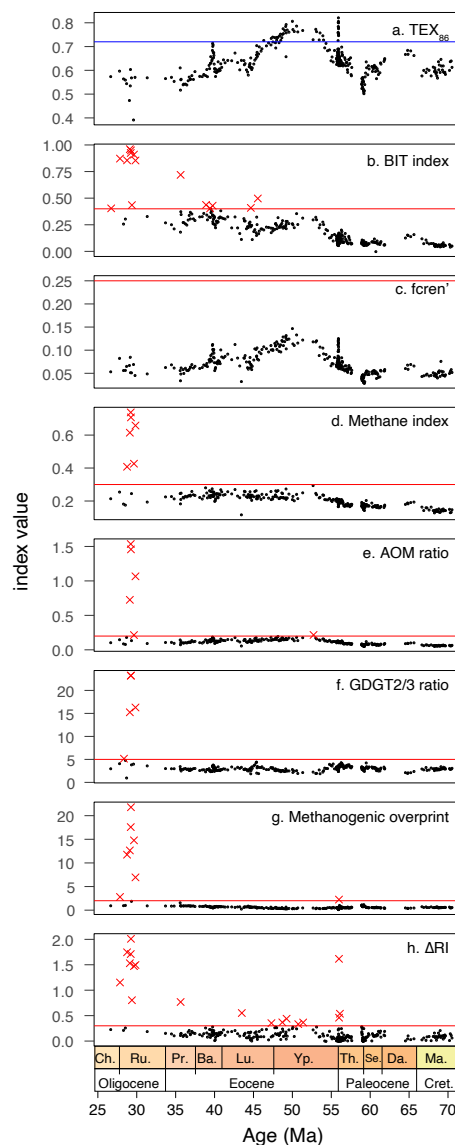 a. TEX86
0.8
0.7
0.6
0.5
0.4
b. BIT index
1.00
0.75
0.50
0.25
0.00
c. fcren’
0.25
0.20
0.15
0.10
0.05
d. Methane index
0.6
0.4
0.2
index value
e. AOM ratio
1.5
1.0
0.5
0.0
f. GDGT2/3 ratio
20
15
10
5
0
g. Methanogenic overprint
20
15
10
5
0
h. ΔRI
2.0
1.5
1.0
0.5
0.0
Ch. Ru. Pr. Ba. Lu. Yp. Th. Se. Da. Ma.
Oligocene Eocene Paleocene Cret.
25 30 35 40 45 50 55 60 65 70
Age (Ma)